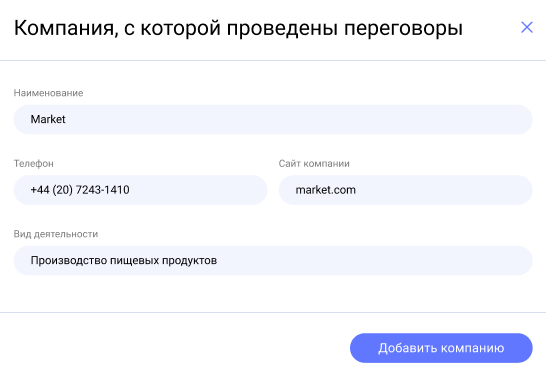 Компания, с которой проведены переговоры
Наименование
Market
Телефон
Сайт компании
+44 (20) 7243-1410
market.com
Вид деятельности
Производство пищевых продуктов
Добавить компанию